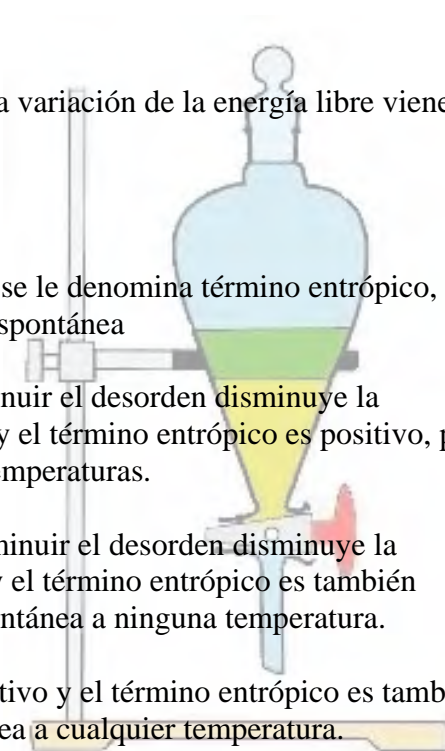 a variación de la energía libre viene
se le denomina término entrópico,
spontánea
nuir el desorden disminuye la
y el término entrópico es positivo, p
emperaturas.
minuir el desorden disminuye la
y el término entrópico es también
ntánea a ninguna temperatura.
tivo y el término entrópico es tamb
ea a cualquier temperatura.